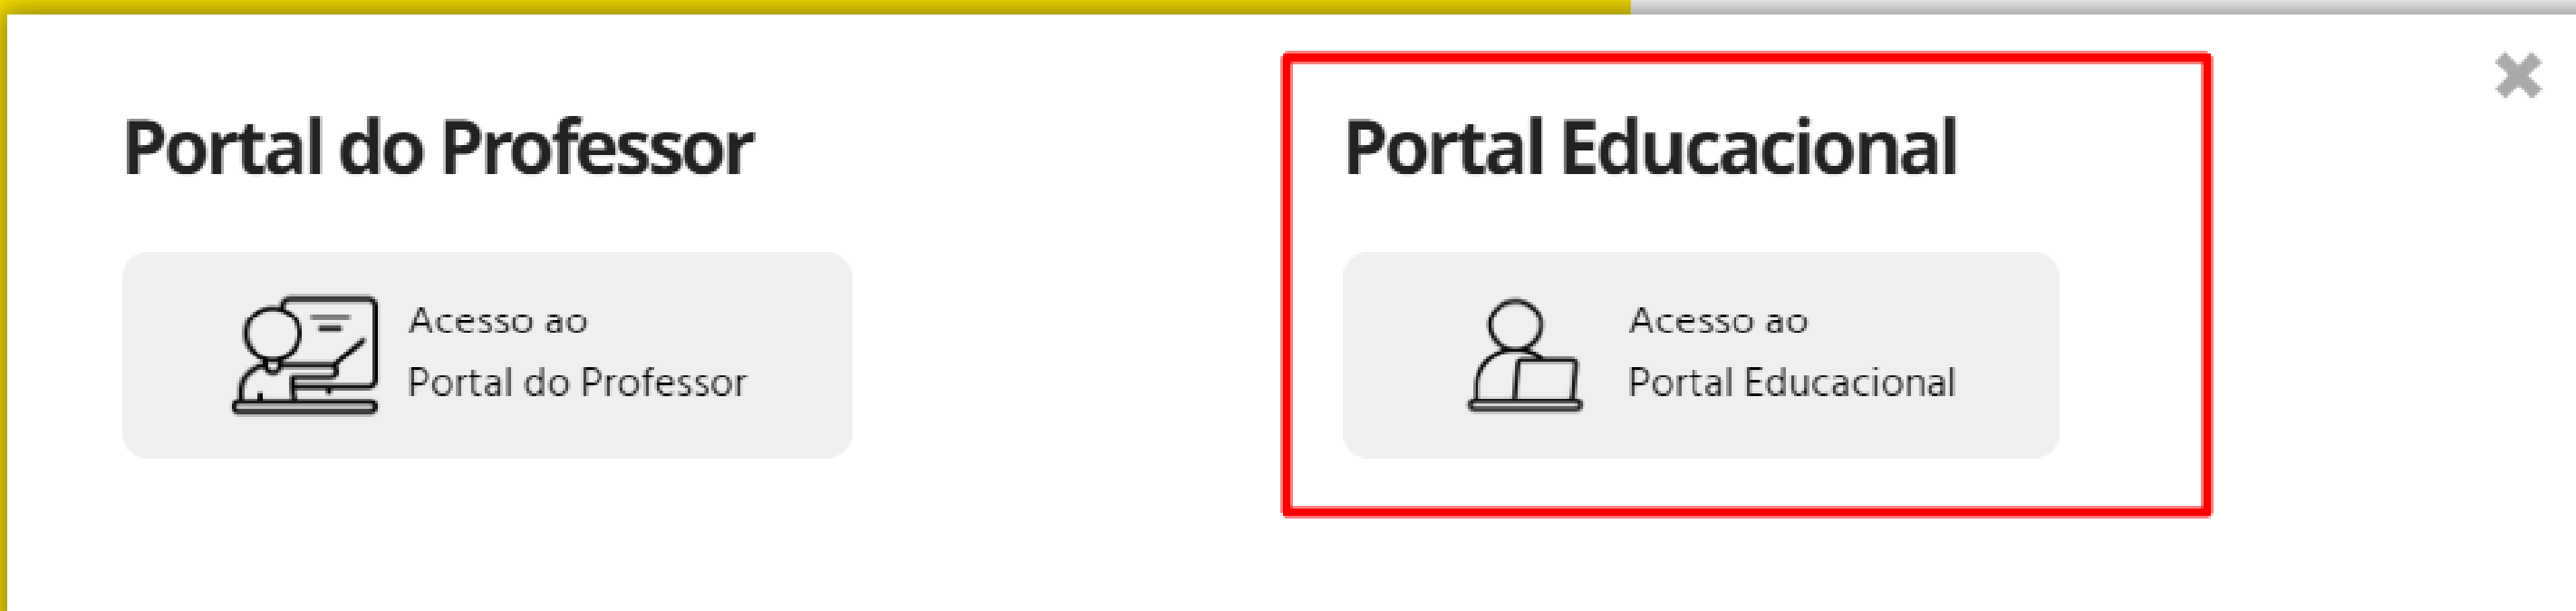 Portal do Professor
Acesso ao
Portal do Professor
Portal Educacional
Acesso ao
Portal Educacional